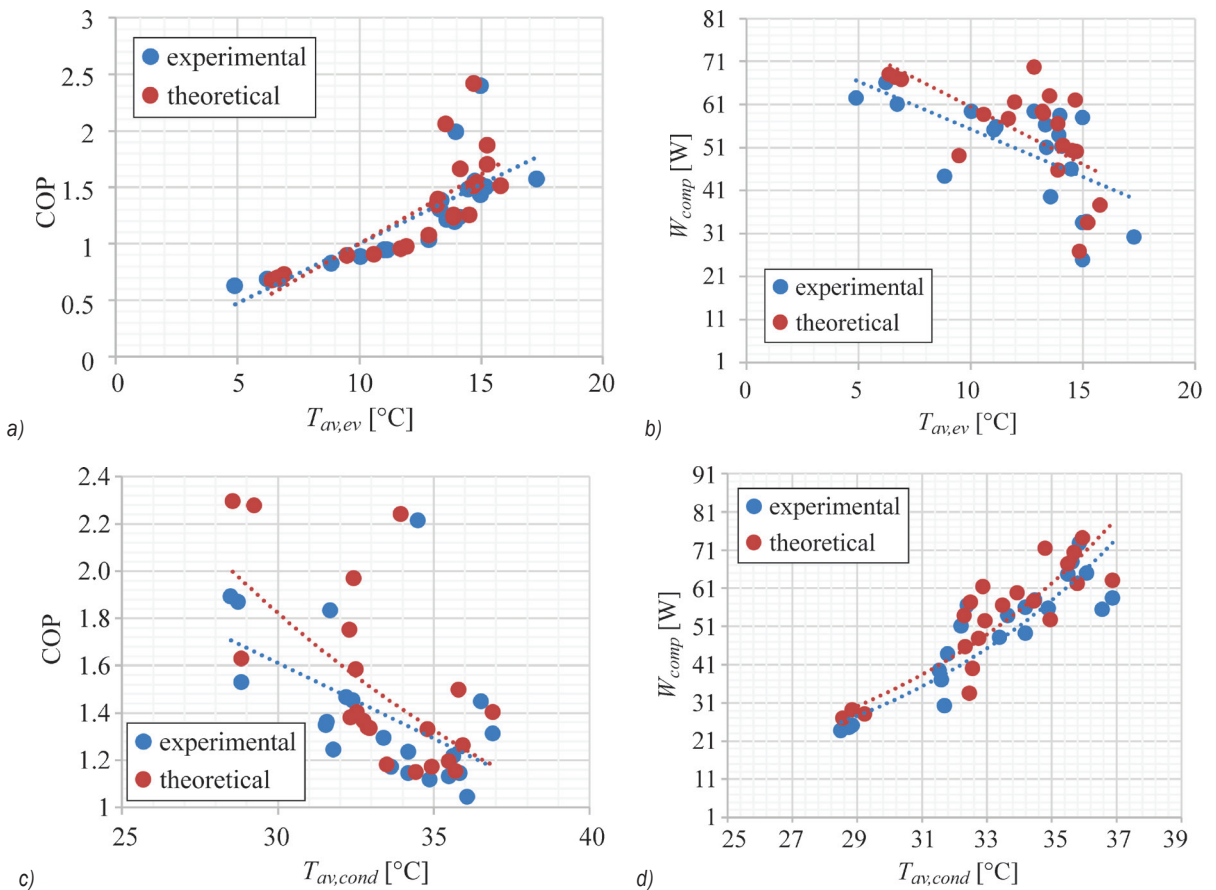 3
2.5
2
1.5
1
0.5
0
0
5
10
15
20
COP
experimental
theoretical
T_av,ev [°C]
a)
81
71
61
51
41
31
21
11
1
0
5
10
15
20
W_comp [W]
experimental
theoretical
T_av,ev [°C]
b)
2.4
2.2
2.0
1.8
1.6
1.4
1.2
1
25
30
35
40
COP
experimental
theoretical
T_av,cond [°C]
c)
91
81
71
61
51
41
31
21
11
1
25
27
29
31
33
35
37
39
W_comp [W]
experimental
theoretical
T_av,cond [°C]
d)